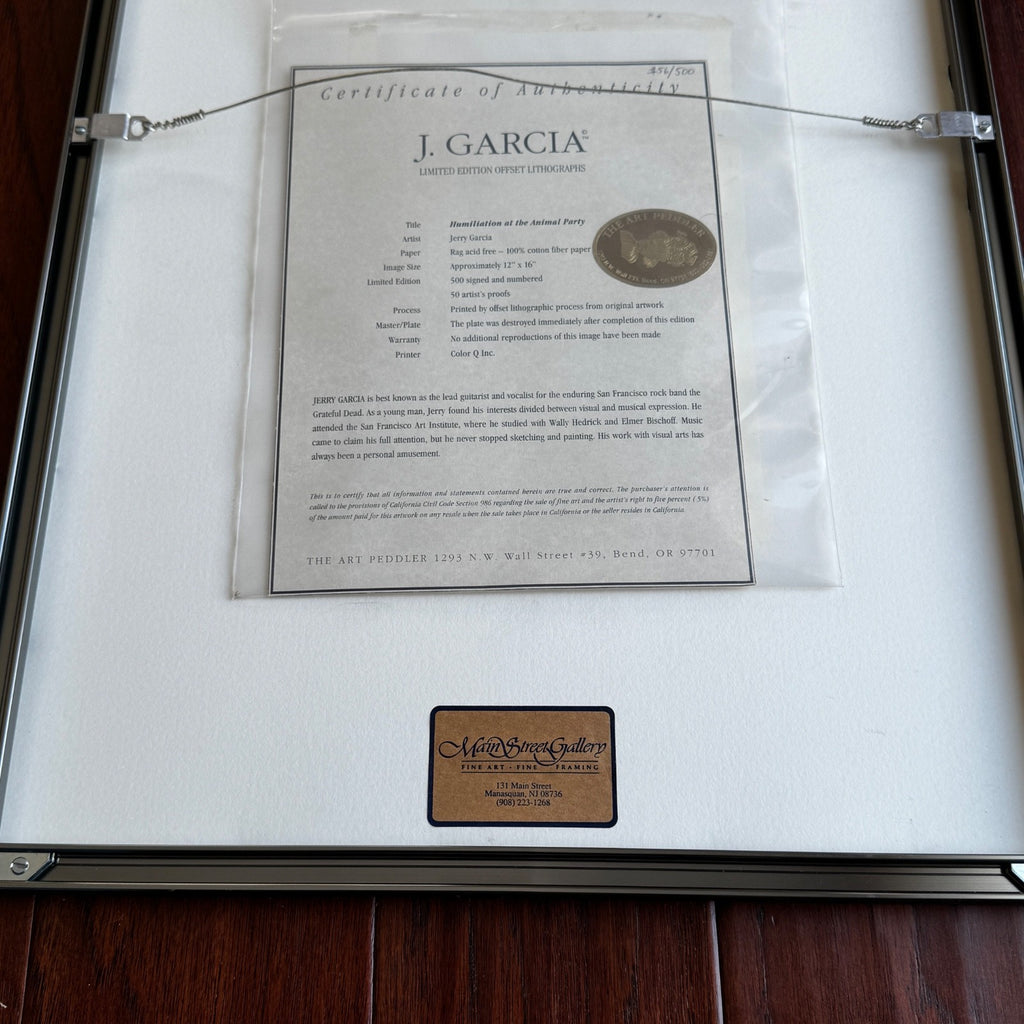 356/500
Certificate of Authenticity
J. GARCIA©™
LIMITED EDITION OFFSET LITHOGRAPHS
Title Humiliation at the Animal Party
Artist Jerry Garcia
Paper Rag acid free – 100% cotton fiber paper
Image Size Approximately 12" x 16"
Limited Edition 500 signed and numbered
50 artist's proofs
Process Printed by offset lithographic process from original artwork
Master/Plate The plate was destroyed immediately after completion of this edition
Warranty No additional reproductions of this image have been made
Printer Color Q Inc.
THE ART PEDDLER
JERRY GARCIA is best known as the lead guitarist and vocalist for the enduring San Francisco rock band the
Grateful Dead. As a young man, Jerry found his interests divided between visual and musical expression. He
attended the San Francisco Art Institute, where he studied with Wally Hedrick and Elmer Bischoff. Music
came to claim his full attention, but he never stopped sketching and painting. His work with visual arts has
always been a personal amusement.
This is to certify that all information and statements contained herein are true and correct. The purchaser's attention is
called to the provisions of California Civil Code Section 986 regarding the sale of fine art and the artist's right to five percent (5%)
of the amount paid for this artwork on any resale when the sale takes place in California or the seller resides in California.
THE ART PEDDLER 1293 N.W. Wall Street #39, Bend, OR 97701
Main Street Gallery
FINE ART · FINE FRAMING
131 Main Street
Manasquan, NJ 08736
(908) 223-1268